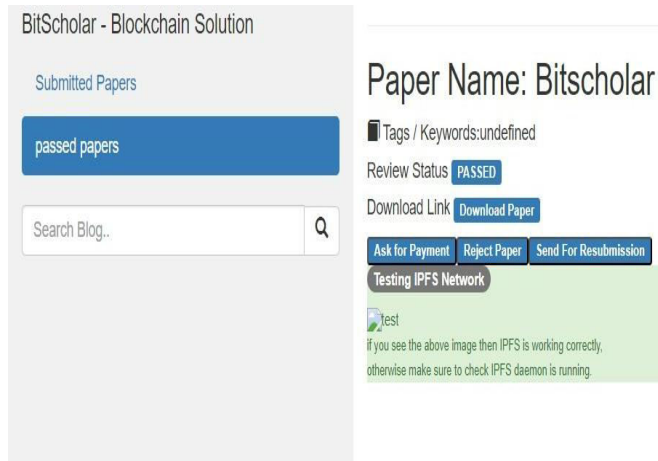 BitScholar - Blockchain Solution
Submitted Papers
passed papers
Search Blog..
Paper Name: Bitscholar
Tags / Keywords:undefined
Review Status PASSED
Download Link Download Paper
Ask for Payment Reject Paper Send For Resubmission
Testing IPFS Network
test
if you see the above image then IPFS is working correctly,
otherwise make sure to check IPFS daemon is running.